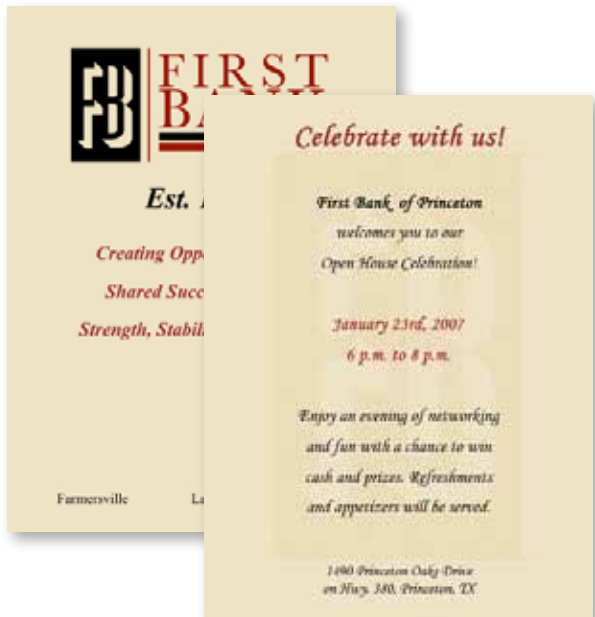 FB
FIRST
BANK
Est.
Creating Opp
Shared Succ
Strength, Stabil
Farmersville La
Celebrate with us!
First Bank of Princeton
welcomes you to our
Open House Celebration!
January 23rd, 2007
6 p.m. to 8 p.m.
Enjoy an evening of networking
and fun with a chance to win
cash and prizes. Refreshments
and appetizers will be served.
1490 Princeton Oaks Drive
on Hwy. 380, Princeton, TX